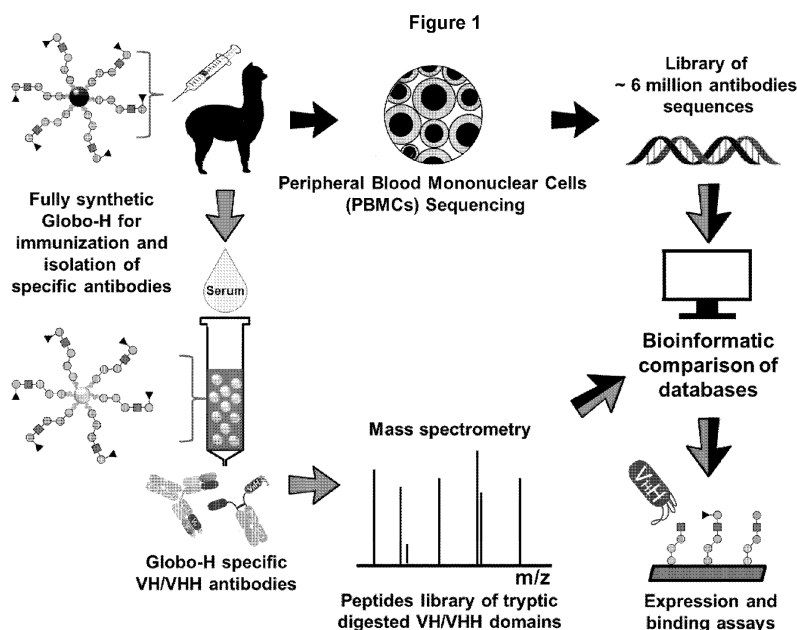 Figure 1
Library of
~ 6 million antibodies
sequences
Peripheral Blood Mononuclear Cells
(PBMCs) Sequencing
Fully synthetic
Globo-H for
immunization and
isolation of
specific antibodies
Serum
Bioinformatic
comparison of
databases
Mass spectrometry
m/z
Globo-H specific
VH/VHH antibodies
Peptides library of tryptic
digested VH/VHH domains
VHH
Expression and
binding assays